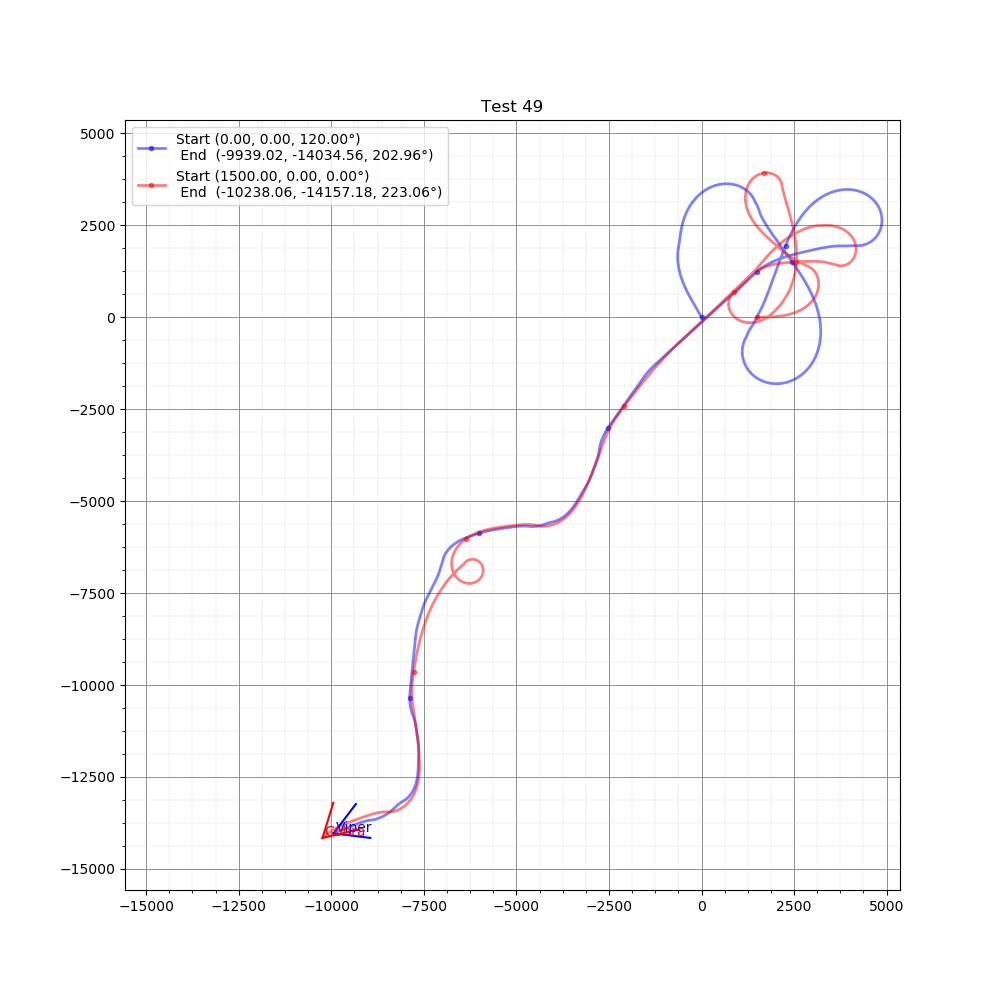 Test 49
Start (0.00, 0.00, 120.00°)
End (-9939.02, -14034.56, 202.96°)
Start (1500.00, 0.00, 0.00°)
End (-10238.06, -14157.18, 223.06°)
5000
2500
0
−2500
−5000
−7500
−10000
−12500
−15000
Viper
−15000 −12500 −10000 −7500 −5000 −2500 0 2500 5000